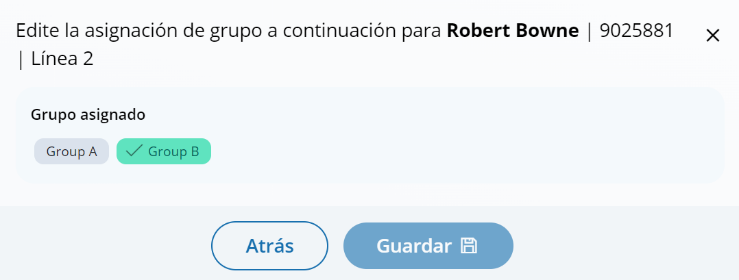 Edite la asignación de grupo a continuación para Robert Bowne | 9025881
| Línea 2
Grupo asignado
Group A Group B
Atrás Guardar